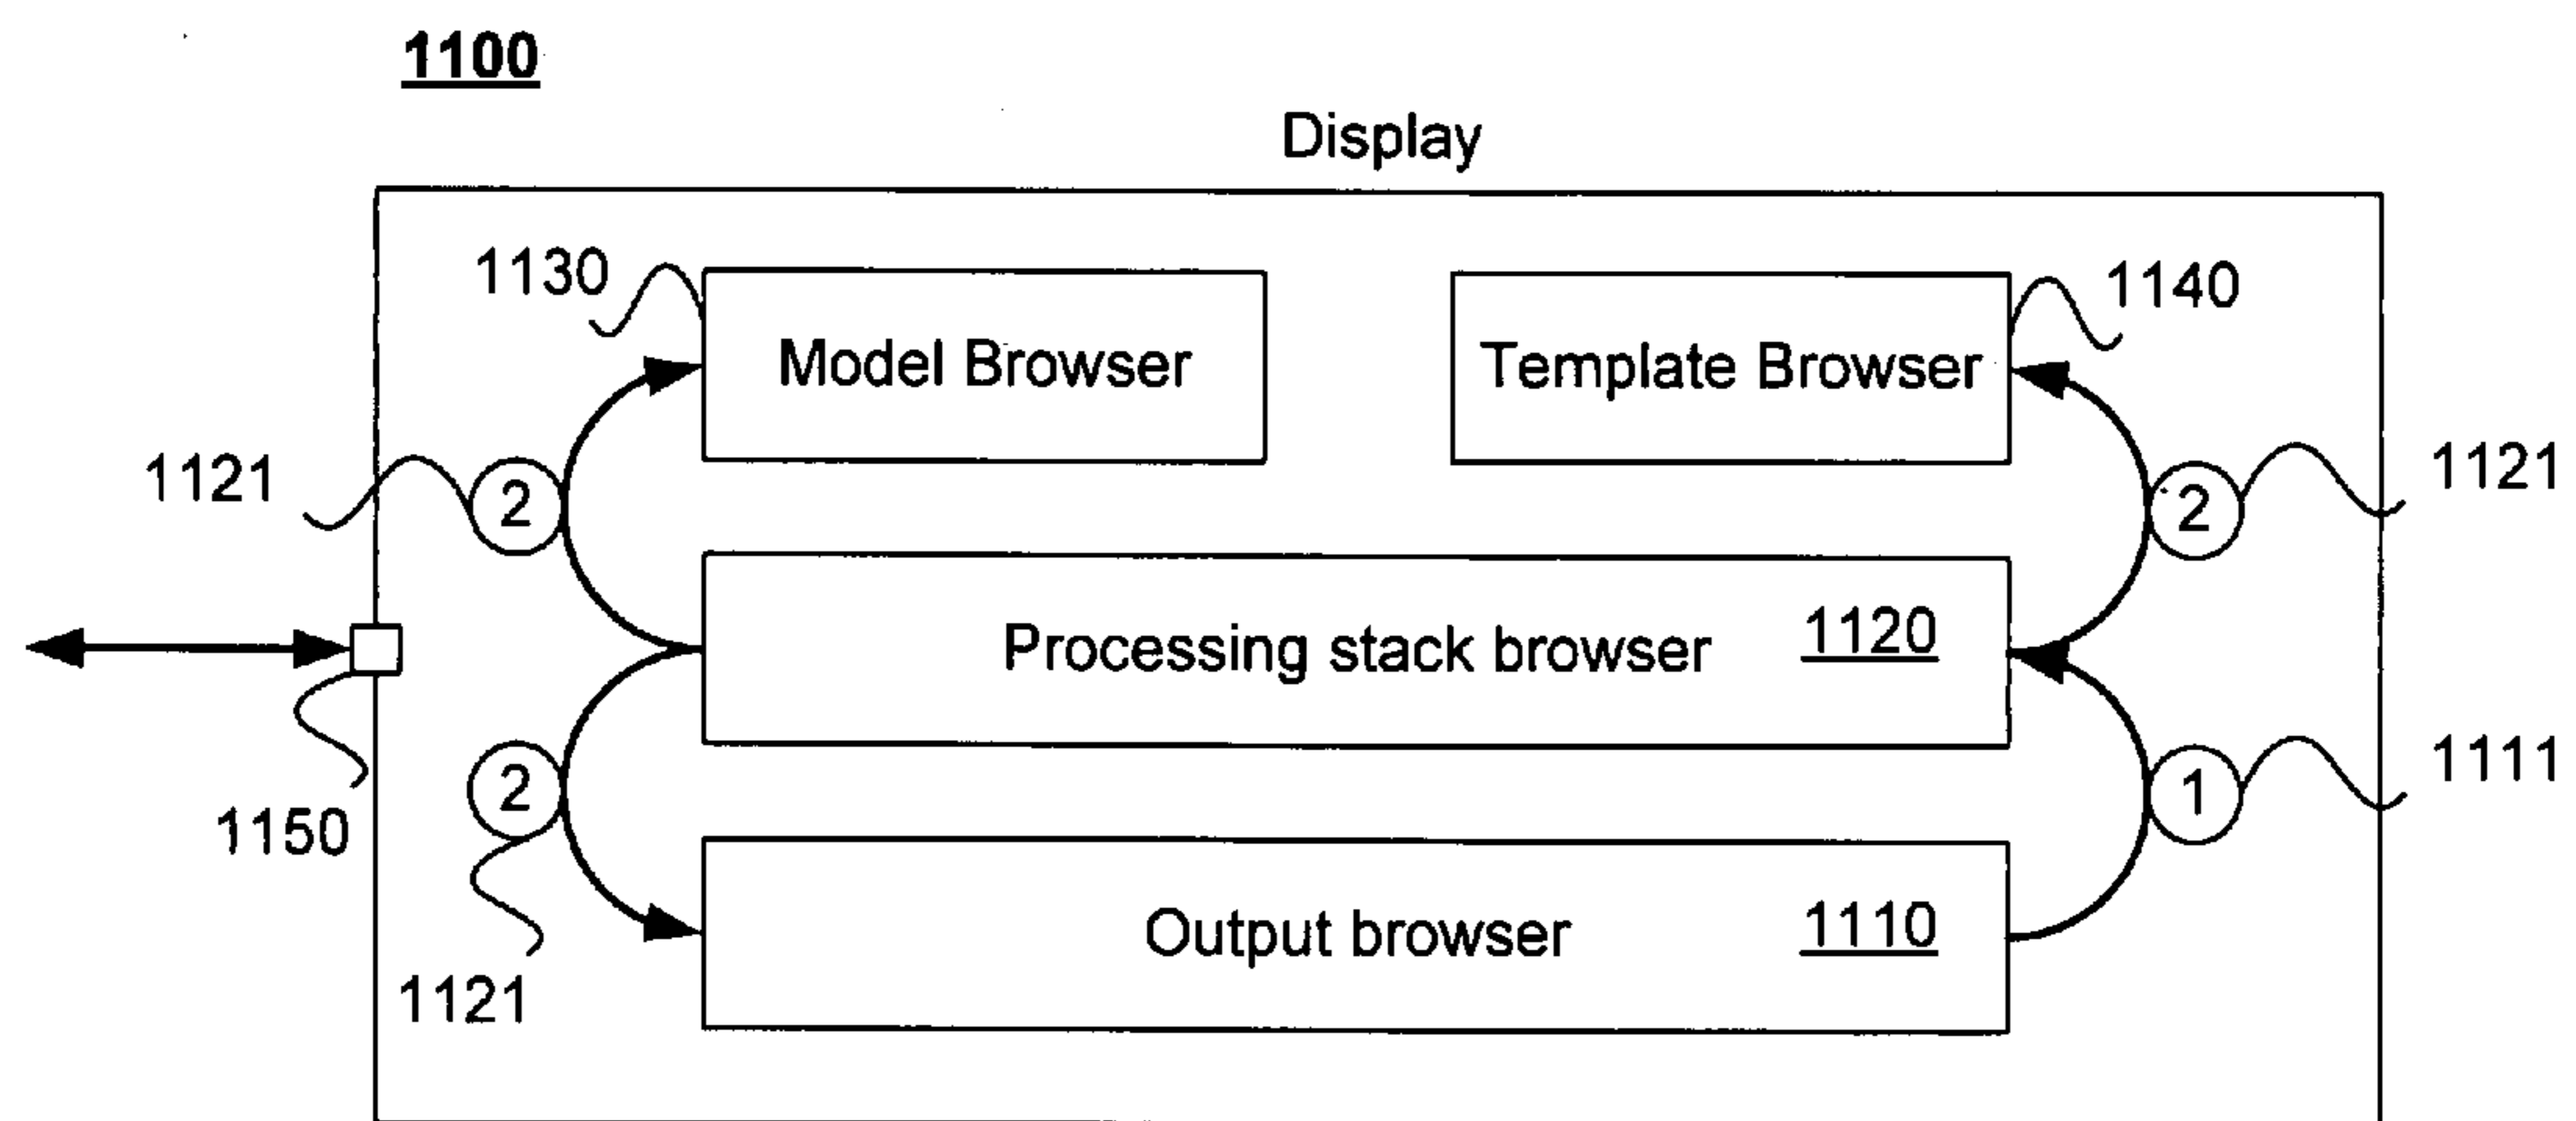 1100
Display
1130
1140
Model Browser
Template Browser
1121
2
2
1121
Processing stack browser 1120
1150
2
1
1111
Output browser 1110
1121